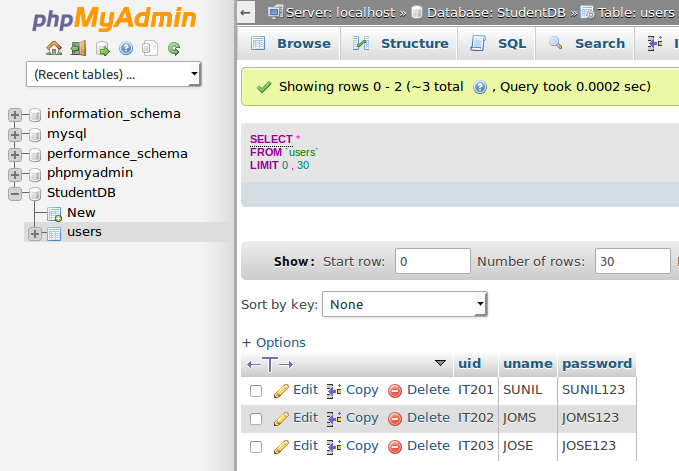 phpMyAdmin
(Recent tables) ...
information_schema
mysql
performance_schema
phpmyadmin
StudentDB
New
users
Server: localhost » Database: StudentDB » Table: users
Browse Structure SQL Search I
Showing rows 0 - 2 (~3 total , Query took 0.0002 sec)
SELECT *
FROM `users`
LIMIT 0 , 30
Show: Start row: 0 Number of rows: 30
Sort by key: None
+ Options
←T→ uid uname password
Edit Copy Delete IT201 SUNIL SUNIL123
Edit Copy Delete IT202 JOMS JOMS123
Edit Copy Delete IT203 JOSE JOSE123